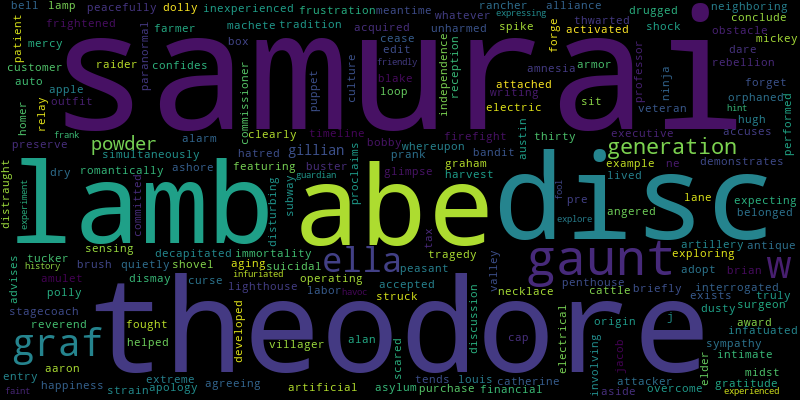 bell lamp peacefully dolly inexperienced frustration meantime acquired whatever rancher alliance drugged neighboring
frightened machete tradition thwarted activated shock conclude
patient mercy farmer box cease edit unharmed spike forge obstacle mickey
samurai
customer raider paranormal confides culture friendly independence reception expressing armor dare rebellion
auto apple puppet blake loop amnesia professor ninja forget
homer relay outfit commissioner writing attached electric sit veteran orphaned hint hugh
preserve frank alarm clearly timeline firefight austin thirty executive accuses performed
powder simultaneously gillian bobby whereupon generation
hatred prank bandit example ne demonstrates
distraught experiment dry romantically ashore featuring buster graham glimpse harvest lived
lamb abe disc
committed disturbing subway guardian proclaims pre fool explore angered lane expecting belonged
sensing tax tragedy artillery antique
tucker decapitated immortality ella peasant valley gaunt exploring w
history brush quietly shovel aging suicidal operating adopt brian interrogated
advises amulet dismay curse infuriated labor accepted necklace penthouse cattle briefly exists truly
polly lighthouse havoc struck dusty surgeon
theodore
stagecoach fought developed villager discussion cap electrical origin j award infatuated
reverend helped alan sympathy
graf
aaron scared involving jacob elder intimate
entry happiness extreme agreeing artificial asylum tends louis catherine attacker midst gratitude
faint strain apology purchase financial aside overcome experienced